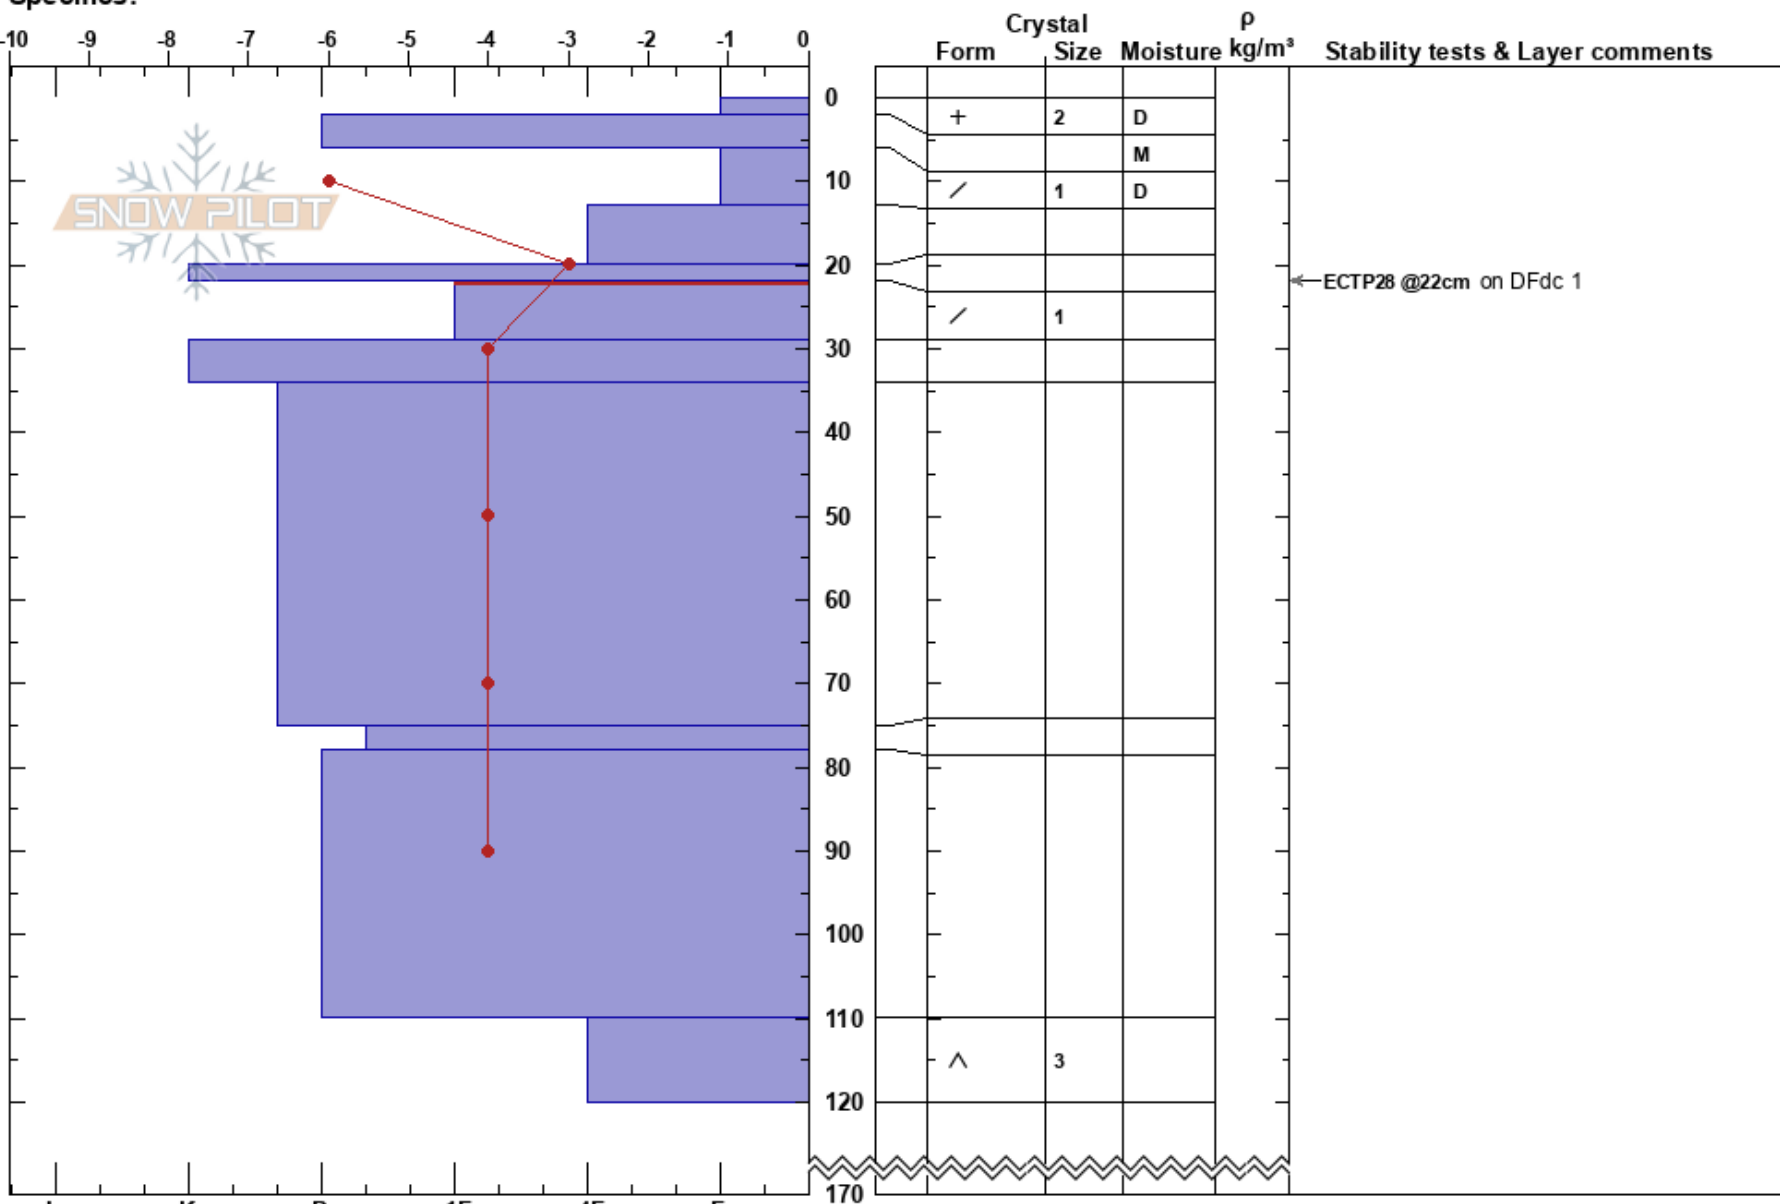 Crystal ρ
-10 -9 -8 -7 -6 -5 -4 -3 -2 -1 0 Form Size Moisture kg/m³ Stability tests & Layer comments
0
+ 2 D
M
10 / 1 D
SNOW PILOT
20
ECTP28 @22cm on DFdc 1
/ 1
30
40
50
60
70
80
90
100
110
^ 3
120
170